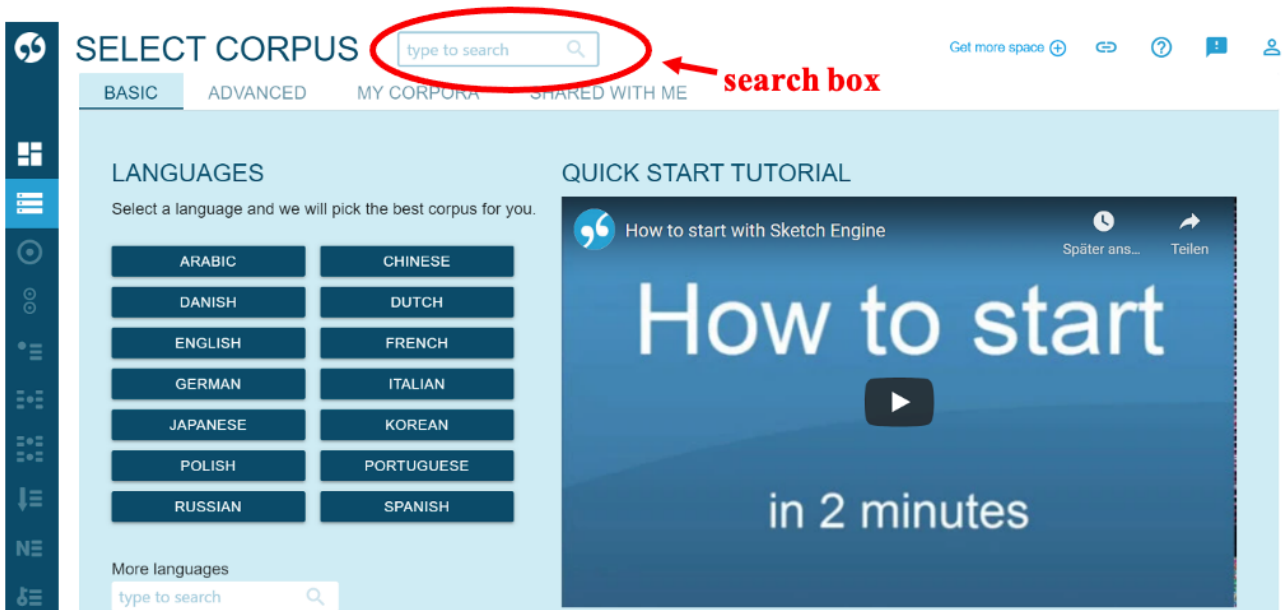 SELECT CORPUS type to search Get more space
search box
BASIC ADVANCED MY CORPORA SHARED WITH ME
LANGUAGES
Select a language and we will pick the best corpus for you.
ARABIC CHINESE
DANISH DUTCH
ENGLISH FRENCH
GERMAN ITALIAN
JAPANESE KOREAN
POLISH PORTUGUESE
RUSSIAN SPANISH
More languages
type to search
QUICK START TUTORIAL
How to start with Sketch Engine
Später ans... Teilen
How to start
in 2 minutes